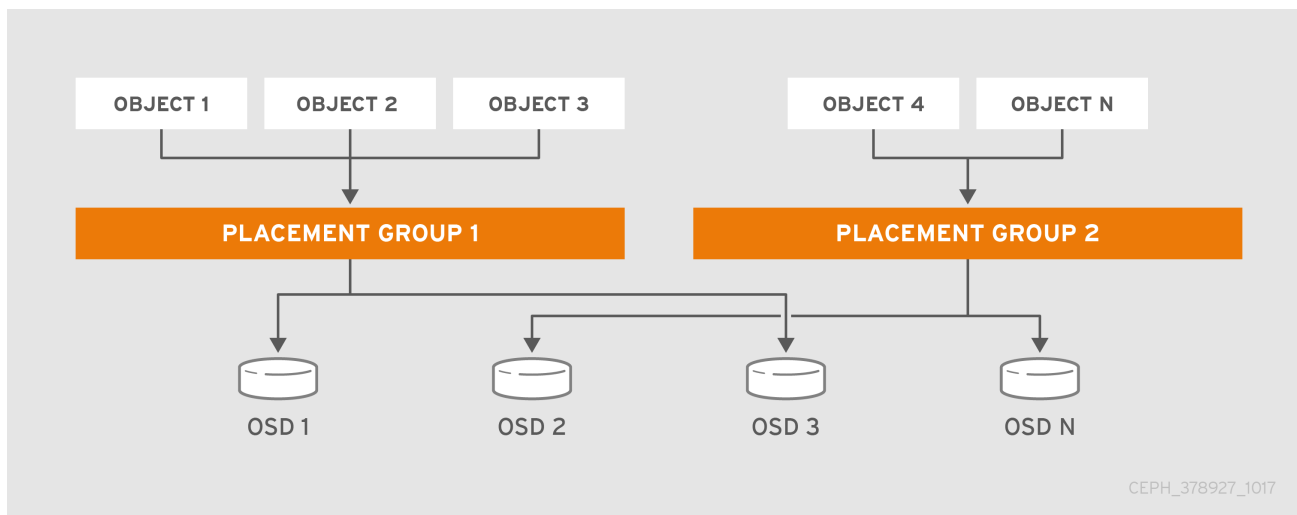 OBJECT 1 OBJECT 2 OBJECT 3 OBJECT 4 OBJECT N
PLACEMENT GROUP 1 PLACEMENT GROUP 2
OSD 1 OSD 2 OSD 3 OSD N
CEPH_378927_1017